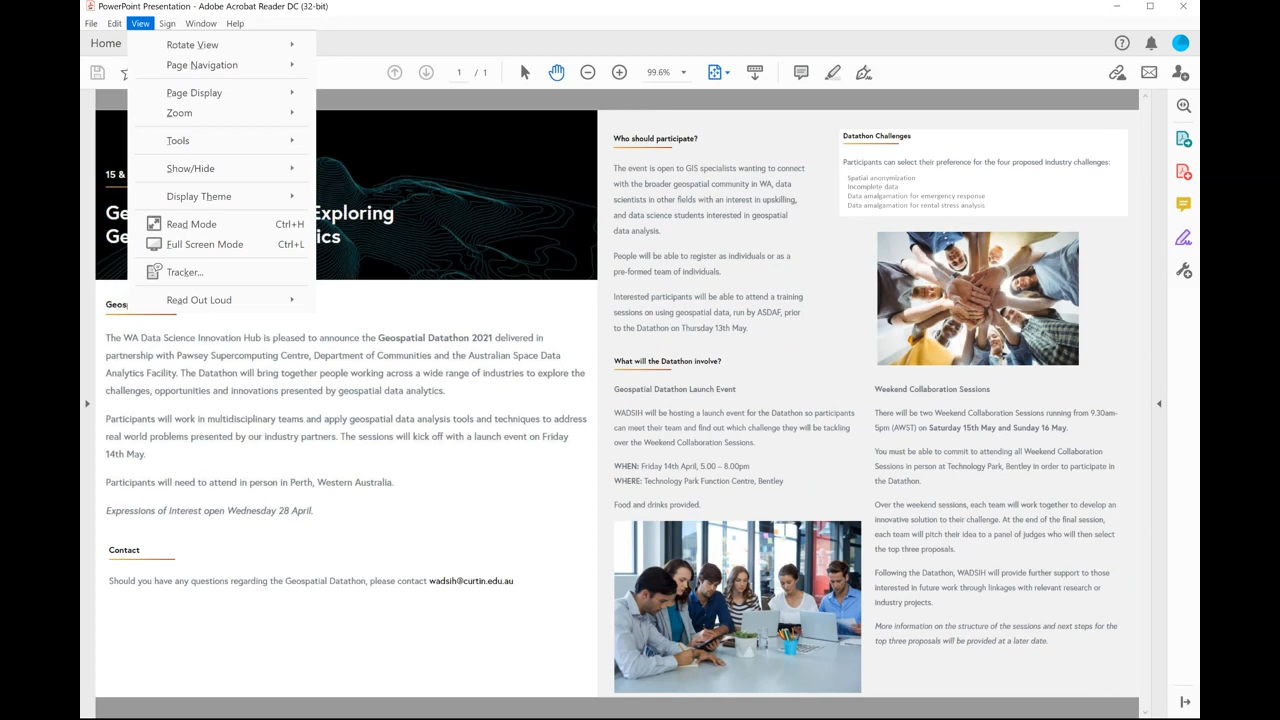 PowerPoint Presentation - Adobe Acrobat Reader DC (32-bit)
File Edit View Sign Window Help
Home
1 / 1
99.6%
Rotate View
Page Navigation
Page Display
Zoom
Tools
Show/Hide
Display Theme
Read Mode Ctrl+H
Full Screen Mode Ctrl+L
Tracker...
Read Out Loud
15 &
Ge
Exploring
Ge
ics
Geos
The WA Data Science Innovation Hub is pleased to announce the Geospatial Datathon 2021 delivered in
partnership with Pawsey Supercomputing Centre, Department of Communities and the Australian Space Data
Analytics Facility. The Datathon will bring together people working across a wide range of industries to explore the
challenges, opportunities and innovations presented by geospatial data analytics.
Participants will work in multidisciplinary teams and apply geospatial data analysis tools and techniques to address
real world problems presented by our industry partners. The sessions will kick off with a launch event on Friday
14th May.
Participants will need to attend in person in Perth, Western Australia.
Expressions of Interest open Wednesday 28 April.
Contact
Should you have any questions regarding the Geospatial Datathon, please contact wadsih@curtin.edu.au
Who should participate?
The event is open to GIS specialists wanting to connect
with the broader geospatial community in WA, data
scientists in other fields with an interest in upskilling,
and data science students interested in geospatial
data analysis.
People will be able to register as individuals or as a
pre-formed team of individuals.
Interested participants will be able to attend a training
sessions on using geospatial data, run by ASDAF, prior
to the Datathon on Thursday 13th May.
What will the Datathon involve?
Geospatial Datathon Launch Event
WADSIH will be hosting a launch event for the Datathon so participants
can meet their team and find out which challenge they will be tackling
over the Weekend Collaboration Sessions.
WHEN: Friday 14th April, 5.00 – 8.00pm
WHERE: Technology Park Function Centre, Bentley
Food and drinks provided.
Datathon Challenges
Participants can select their preference for the four proposed industry challenges:
Spatial anonymization
Incomplete data
Data amalgamation for emergency response
Data amalgamation for rental stress analysis
Weekend Collaboration Sessions
There will be two Weekend Collaboration Sessions running from 9.30am-
5pm (AWST) on Saturday 15th May and Sunday 16 May.
You must be able to commit to attending all Weekend Collaboration
Sessions in person at Technology Park, Bentley in order to participate in
the Datathon.
Over the weekend sessions, each team will work together to develop an
innovative solution to their challenge. At the end of the final session,
each team will pitch their idea to a panel of judges who will then select
the top three proposals.
Following the Datathon, WADSIH will provide further support to those
interested in future work through linkages with relevant research or
industry projects.
More information on the structure of the sessions and next steps for the
top three proposals will be provided at a later date.